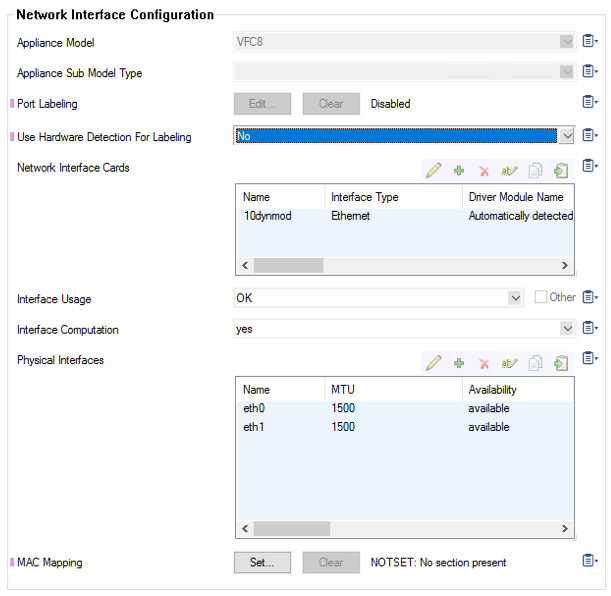 Network Interface Configuration
Appliance Model VFC8
Appliance Sub Model Type
Port Labeling Edit... Clear Disabled
Use Hardware Detection For Labeling No
Network Interface Cards
Name Interface Type Driver Module Name
10dynmod Ethernet Automatically detected
Interface Usage OK Other
Interface Computation yes
Physical Interfaces
Name MTU Availability
eth0 1500 available
eth1 1500 available
MAC Mapping Set... Clear NOTSET: No section present